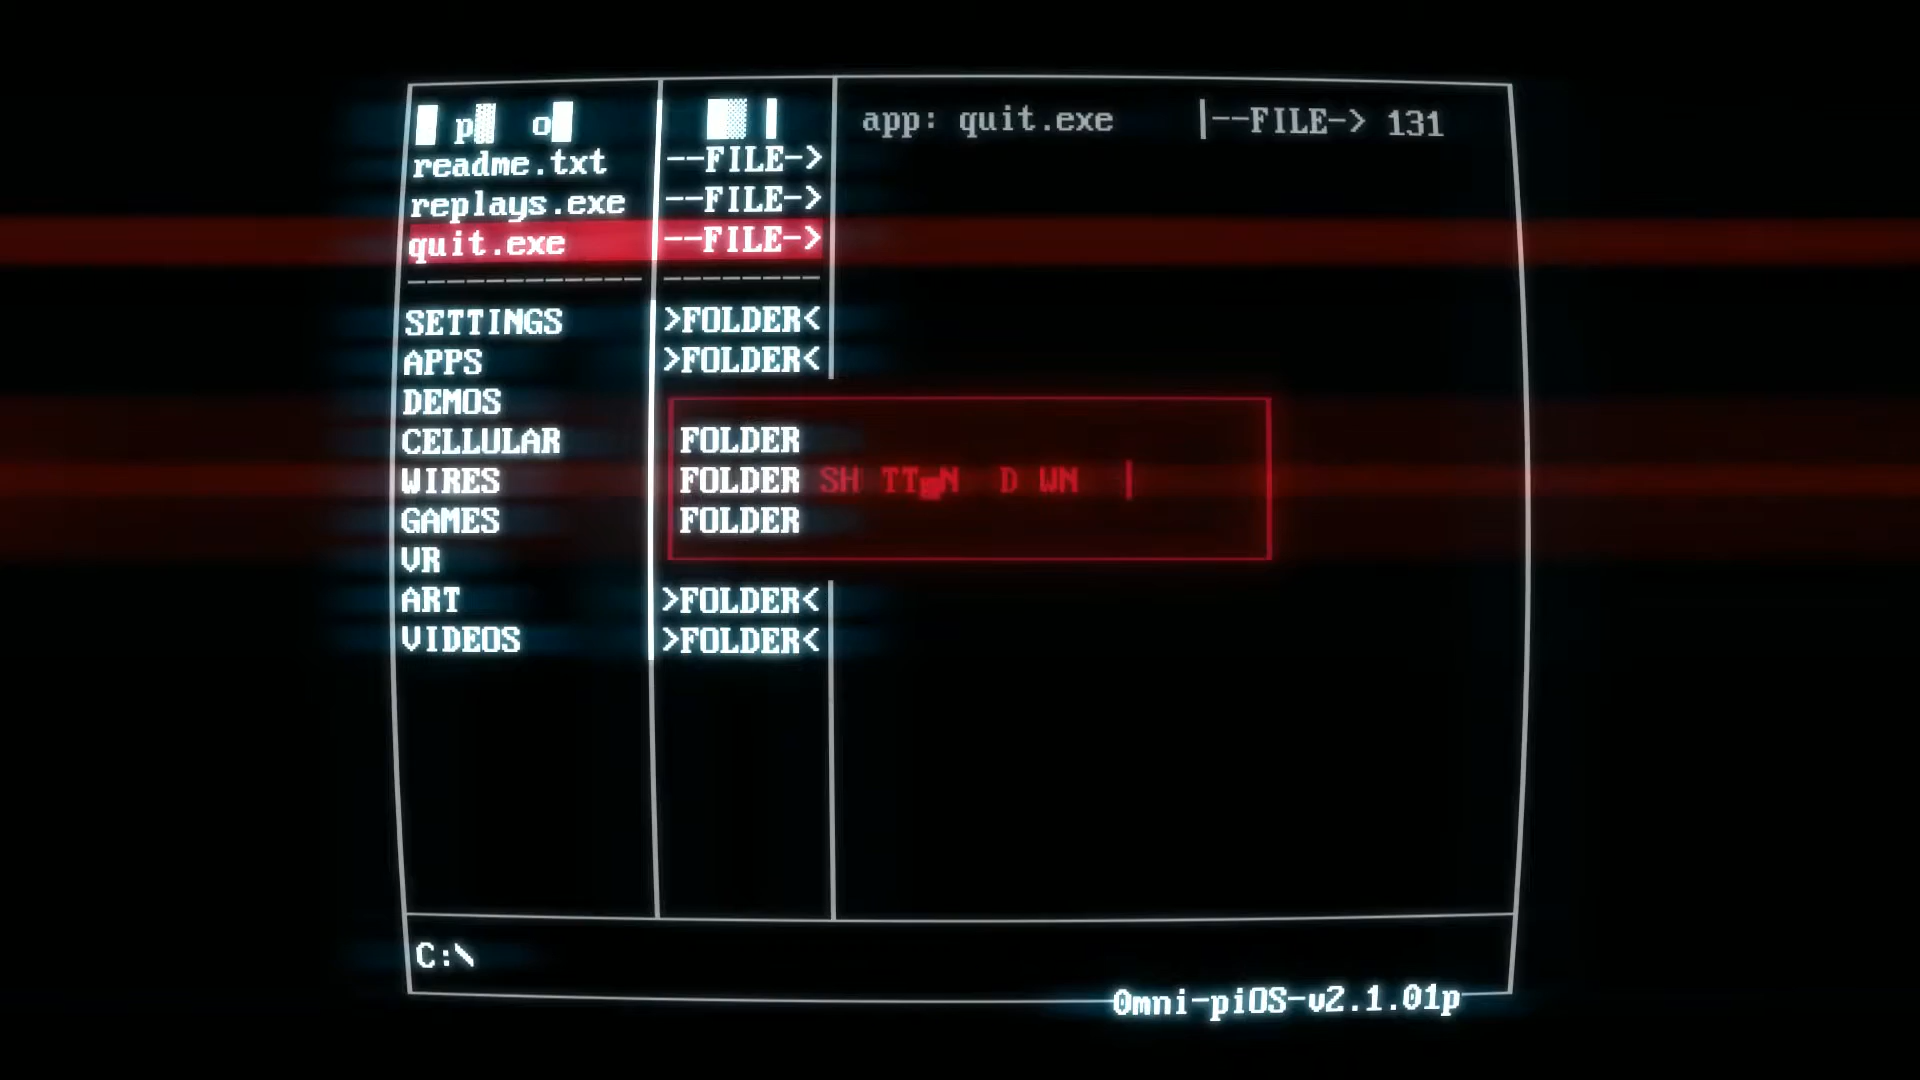 readme.txt --FILE->
replays.exe --FILE->
quit.exe --FILE->
SETTINGS >FOLDER<
APPS >FOLDER<
DEMOS
CELLULAR FOLDER
WIRES FOLDER
GAMES FOLDER
VR
ART >FOLDER<
VIDEOS >FOLDER<
app: quit.exe |--FILE-> 131
C:\
0mni-piOS-v2.1.01p